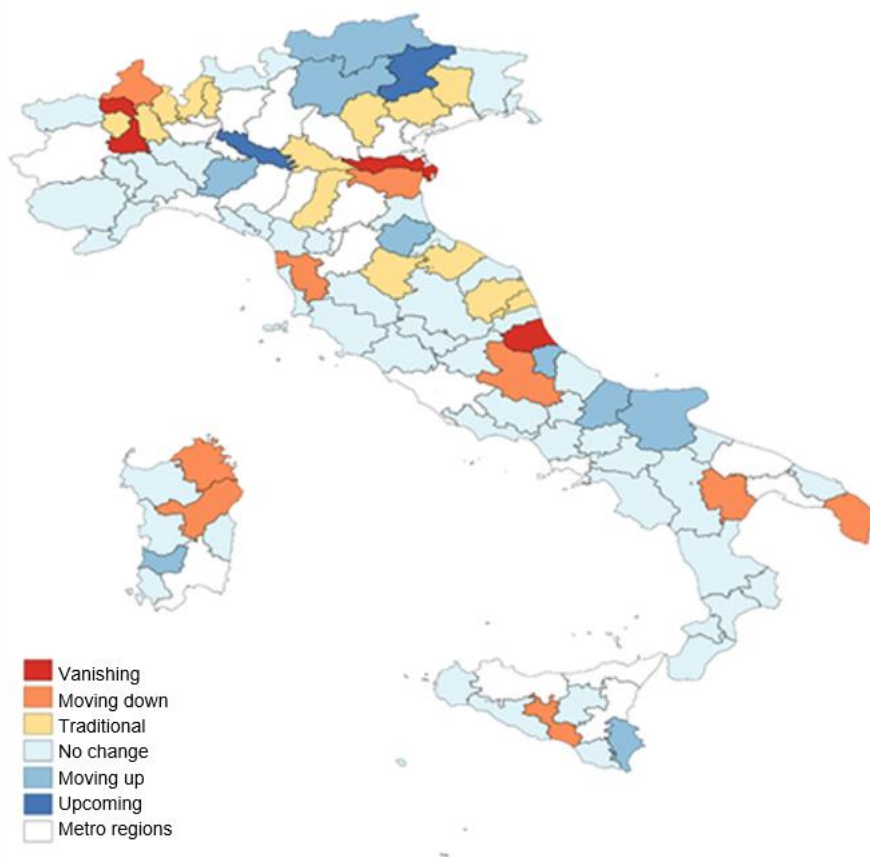 Vanishing
Moving down
Traditional
No change
Moving up
Upcoming
Metro regions